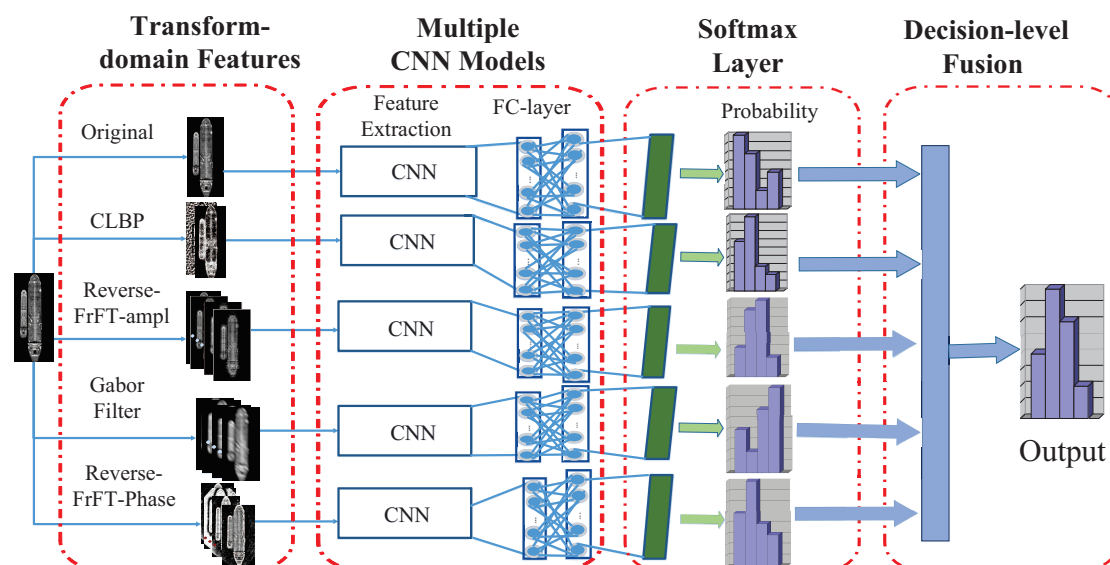 Transform-
domain Features
Multiple
CNN Models
Softmax
Layer
Decision-level
Fusion
Original
CLBP
Reverse-
FrFT-ampl
Gabor
Filter
Reverse-
FrFT-Phase
Feature
Extraction
FC-layer
CNN
CNN
CNN
CNN
CNN
Probability
Output